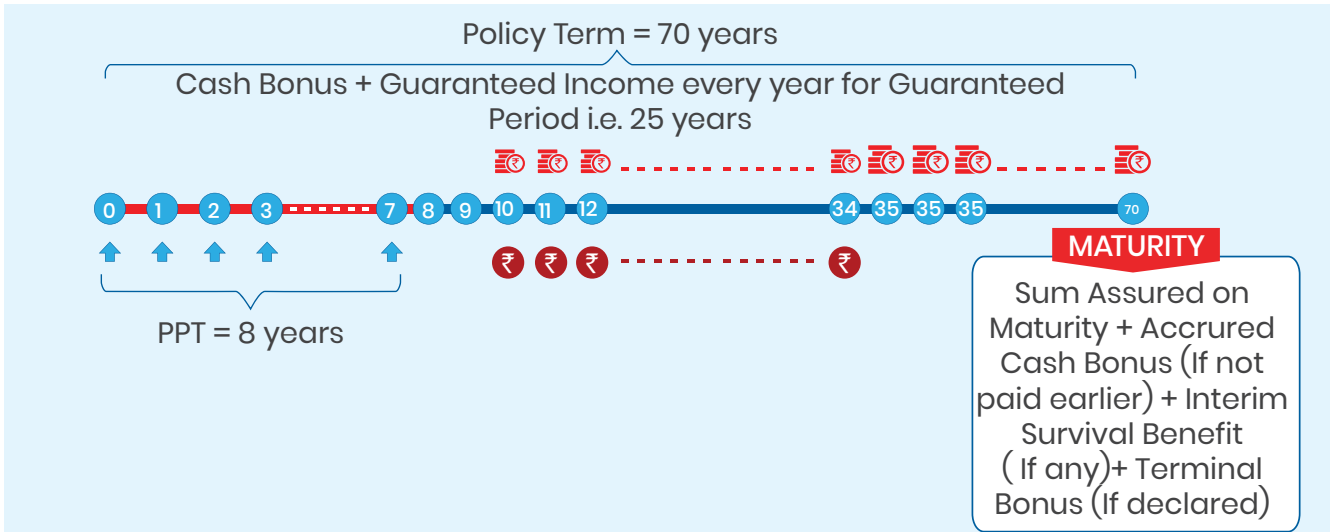 Policy Term = 70 years
Cash Bonus + Guaranteed Income every year for Guaranteed
Period i.e. 25 years
₹ ₹ ₹ ₹ ₹ ₹ ₹ ₹
0 1 2 3 7 8 9 10 11 12 34 35 35 35 70
₹ ₹ ₹ ₹
PPT = 8 years
MATURITY
Sum Assured on
Maturity + Accrured
Cash Bonus (If not
paid earlier) + Interim
Survival Benefit
( If any)+ Terminal
Bonus (If declared)